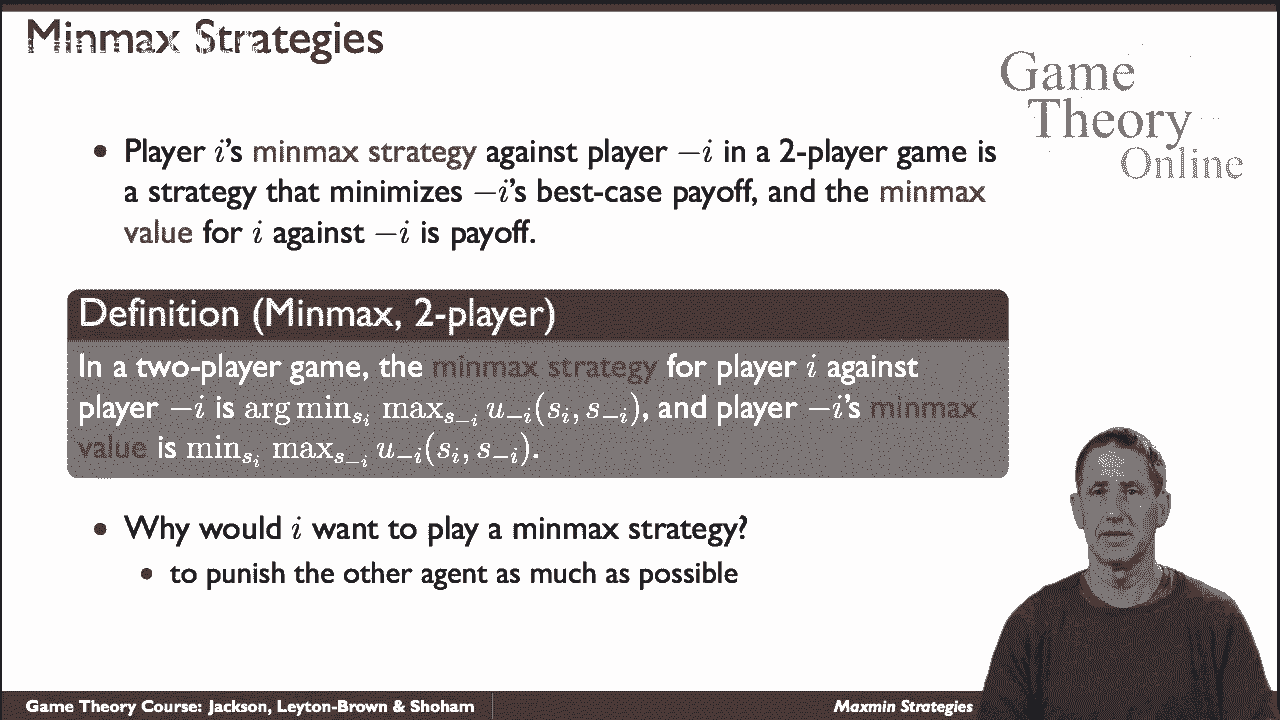 Minmax Strategies
Game
Theory
Online
• Player i's minmax strategy against player −i in a 2-player game is
a strategy that minimizes −i's best-case payoff, and the minmax
value for i against −i is payoff.
Definition (Minmax, 2-player)
In a two-player game, the minmax strategy for player i against
player −i is arg min_{s_i} max_{s_{−i}} u_{−i}(s_i, s_{−i}), and player −i's minmax
value is min_{s_i} max_{s_{−i}} u_{−i}(s_i, s_{−i}).
• Why would i want to play a minmax strategy?
• to punish the other agent as much as possible
Game Theory Course: Jackson, Leyton-Brown & Shoham
Maxmin Strategies